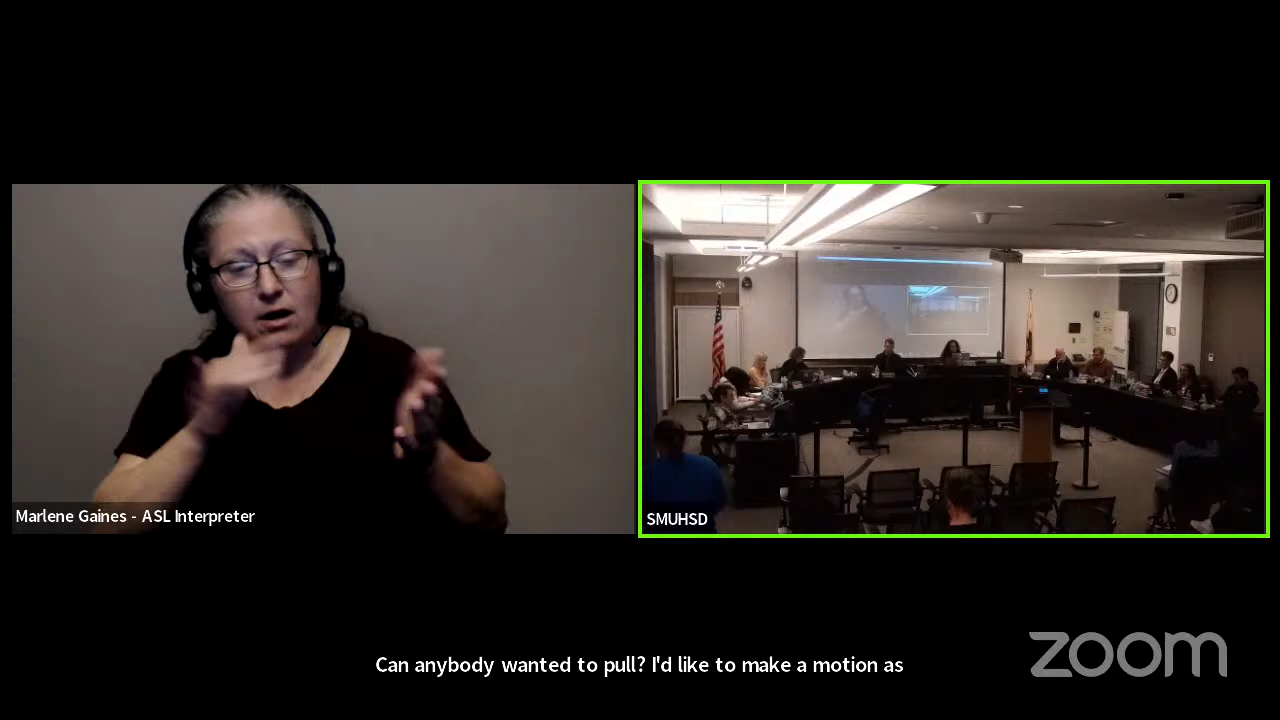 Marlene Gaines - ASL Interpreter
SMUHSD
Can anybody wanted to pull? I'd like to make a motion as
zoom